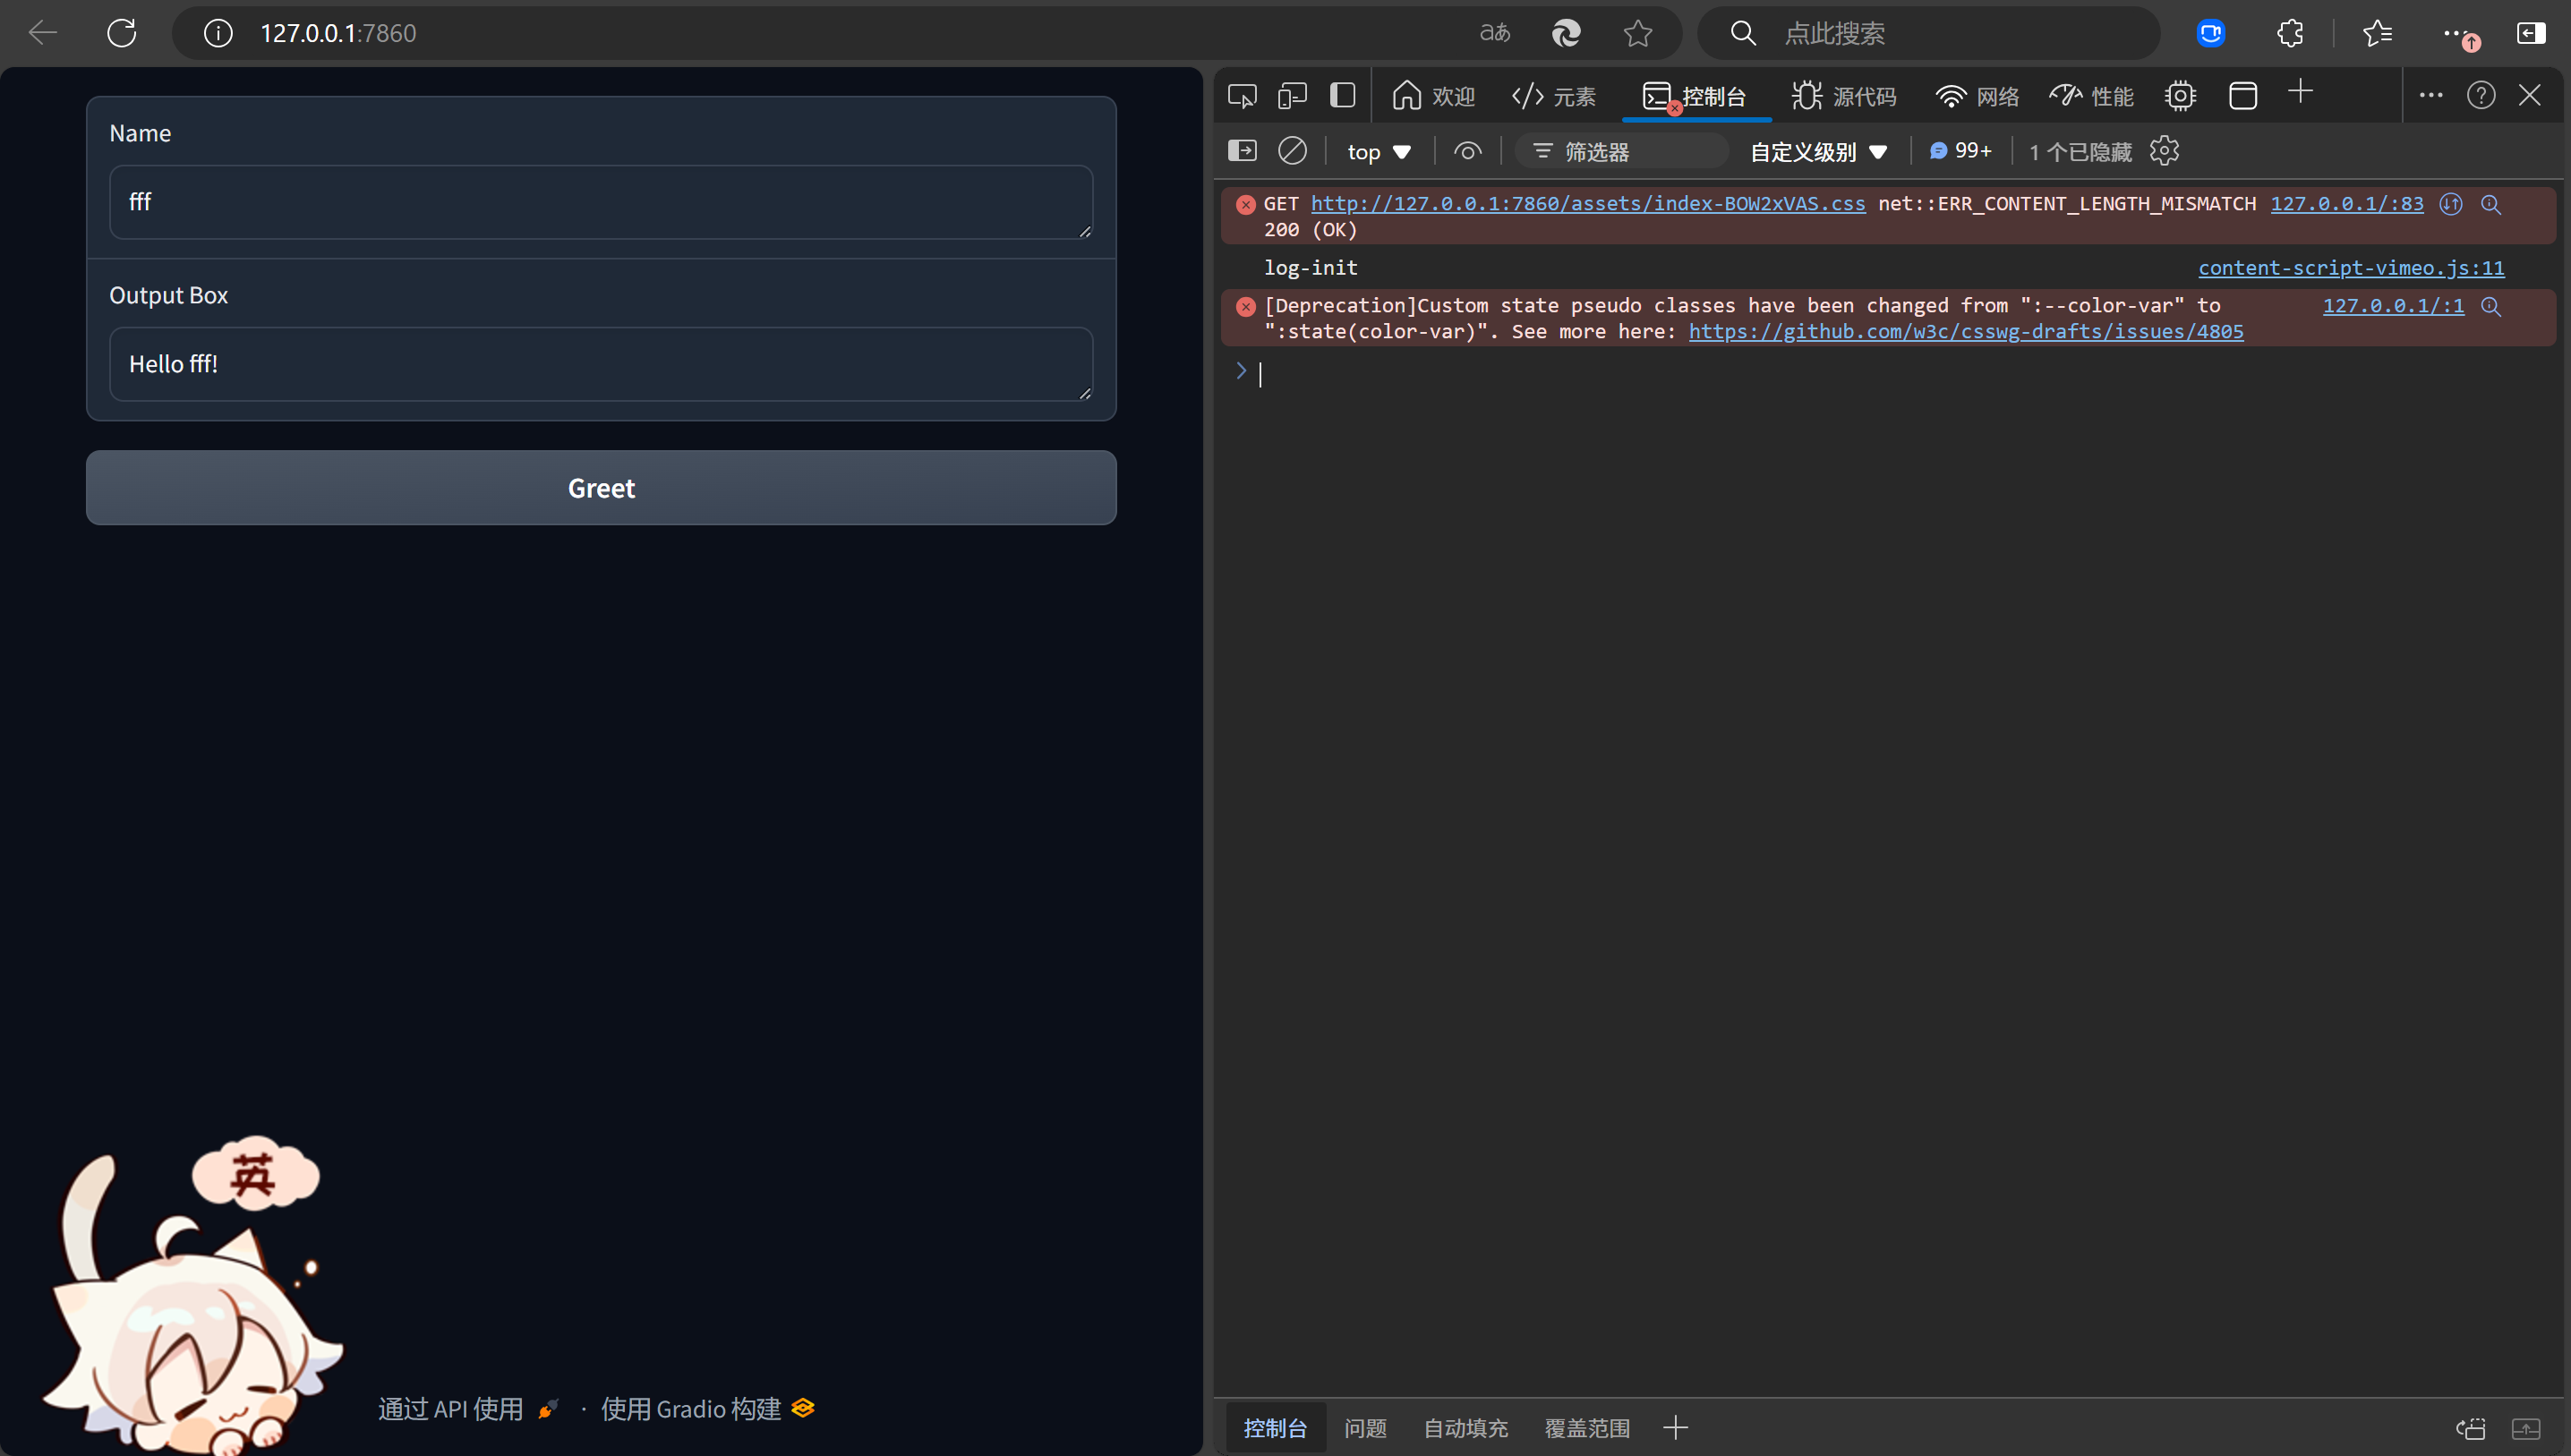 127.0.0.1:7860
aあ
点此搜索
Name
fff
Output Box
Hello fff!
Greet
英
通过 API 使用 · 使用 Gradio 构建
欢迎 元素 控制台 源代码 网络 性能
top 筛选器 自定义级别 99+ 1 个已隐藏
GET http://127.0.0.1:7860/assets/index-BOW2xVAS.css net::ERR_CONTENT_LENGTH_MISMATCH 127.0.0.1/:83
200 (OK)
log-init content-script-vimeo.js:11
[Deprecation]Custom state pseudo classes have been changed from ":--color-var" to 127.0.0.1/:1
":state(color-var)". See more here: https://github.com/w3c/csswg-drafts/issues/4805
控制台 问题 自动填充 覆盖范围